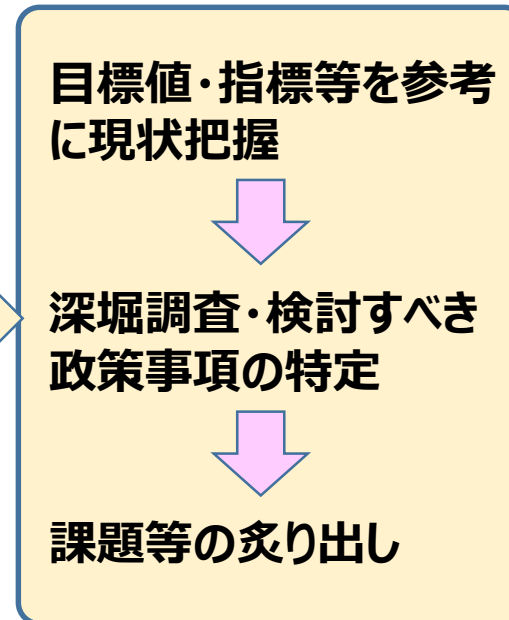 目標値・指標等を参考
に現状把握
深堀調査・検討すべき
政策事項の特定
課題等の炙り出し